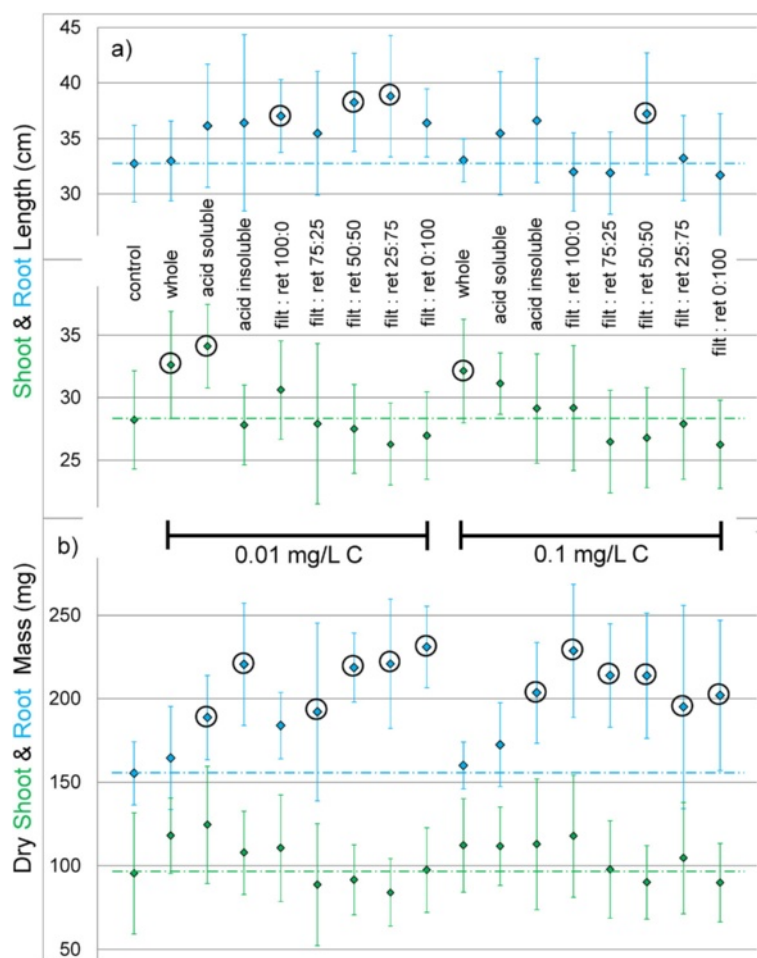 a)
45
40
35
30
Shoot & Root Length (cm)
control
whole
acid soluble
acid insoluble
filt : ret 100:0
filt : ret 75:25
filt : ret 50:50
filt : ret 25:75
filt : ret 0:100
whole
acid soluble
acid insoluble
filt : ret 100:0
filt : ret 75:25
filt : ret 50:50
filt : ret 25:75
filt : ret 0:100
35
30
25
0.01 mg/L C
0.1 mg/L C
b)
Dry Shoot & Root Mass (mg)
250
200
150
100
50